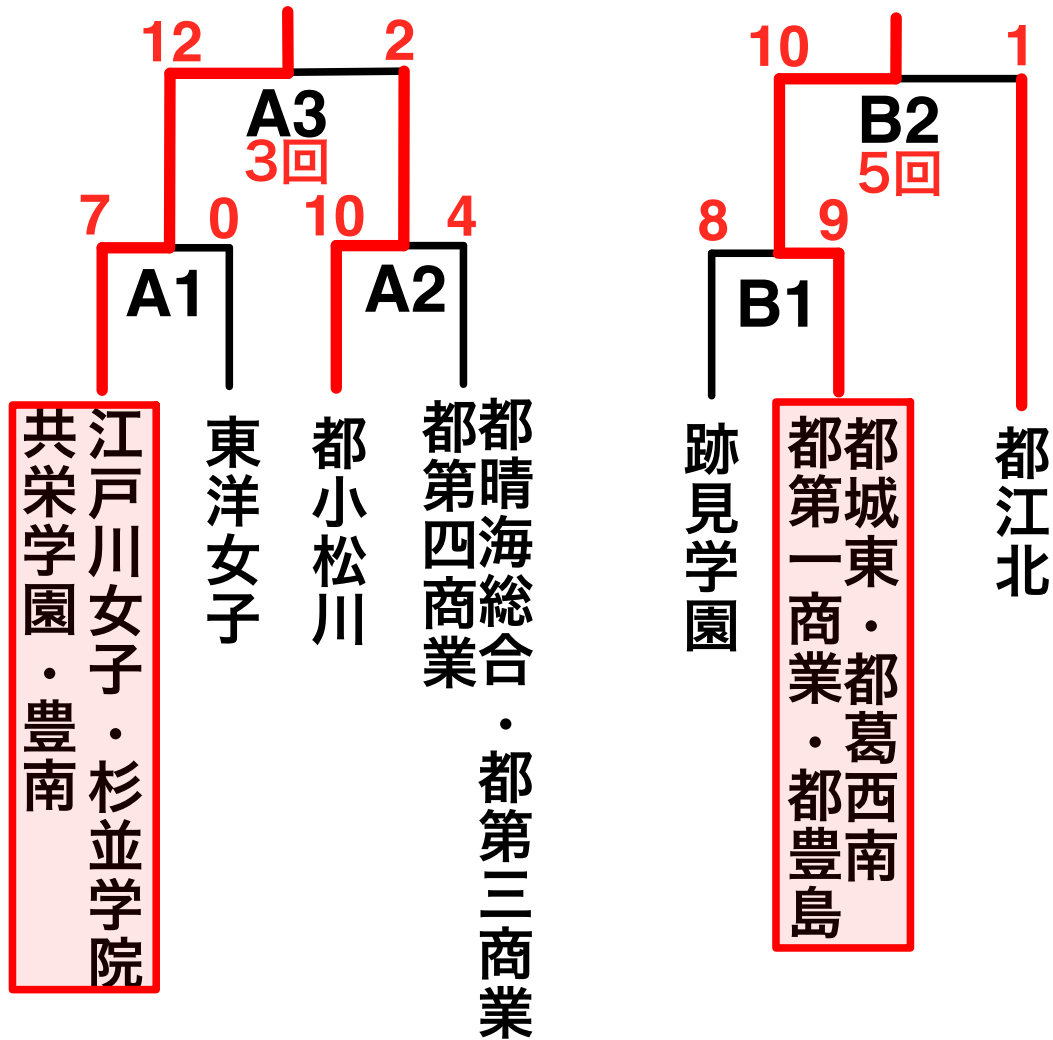 12 2
A3
3回
7 0
A1
10 4
A2
江戸川女子・杉並学院
共栄学園・豊南
東洋女子
都小松川
都晴海総合・都第三商業
都第四商業
10 1
B2
5回
8 9
B1
跡見学園
都城東・都葛西南
都第一商業・都豊島
都江北